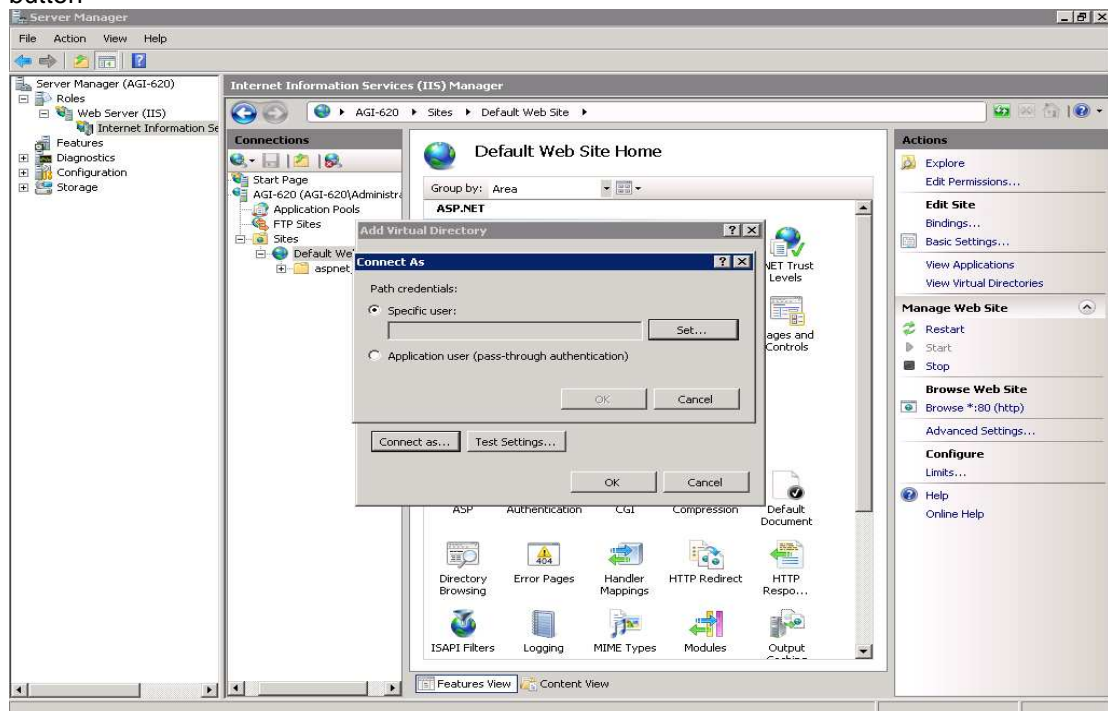 button
Server Manager
File Action View Help
Server Manager (AGI-620)
Roles
Web Server (IIS)
Internet Information Se
Features
Diagnostics
Configuration
Storage
Internet Information Services (IIS) Manager
AGI-620 Sites Default Web Site
Connections
Start Page
AGI-620 (AGI-620\Administra
Application Pools
FTP Sites
Sites
Default We
aspnet_
Default Web Site Home
Group by: Area
ASP.NET
.NET Trust
Levels
ages and
Controls
Add Virtual Directory
Connect As
Path credentials:
Specific user:
Set...
Application user (pass-through authentication)
OK Cancel
Connect as... Test Settings...
OK Cancel
ASP Authentication CGI Compression Default
Document
Directory
Browsing
Error Pages
Handler
Mappings
HTTP Redirect
HTTP
Respo...
ISAPI Filters Logging MIME Types Modules Output
Caching
Features View Content View
Actions
Explore
Edit Permissions...
Edit Site
Bindings...
Basic Settings...
View Applications
View Virtual Directories
Manage Web Site
Restart
Start
Stop
Browse Web Site
Browse *:80 (http)
Advanced Settings...
Configure
Limits...
Help
Online Help